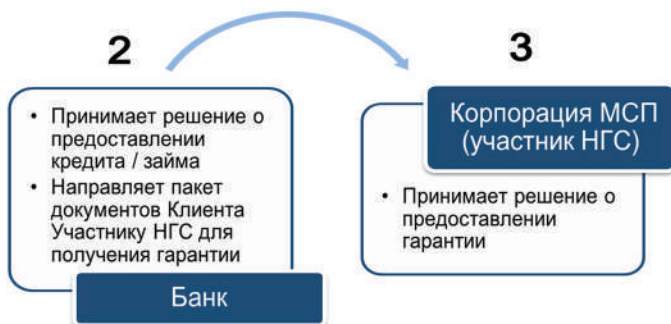 2
• Принимает решение о
предоставлении
кредита / займа
• Направляет пакет
документов Клиента
Участнику НГС для
получения гарантии
Банк
3
Корпорация МСП
(участник НГС)
• Принимает решение о
предоставлении
гарантии